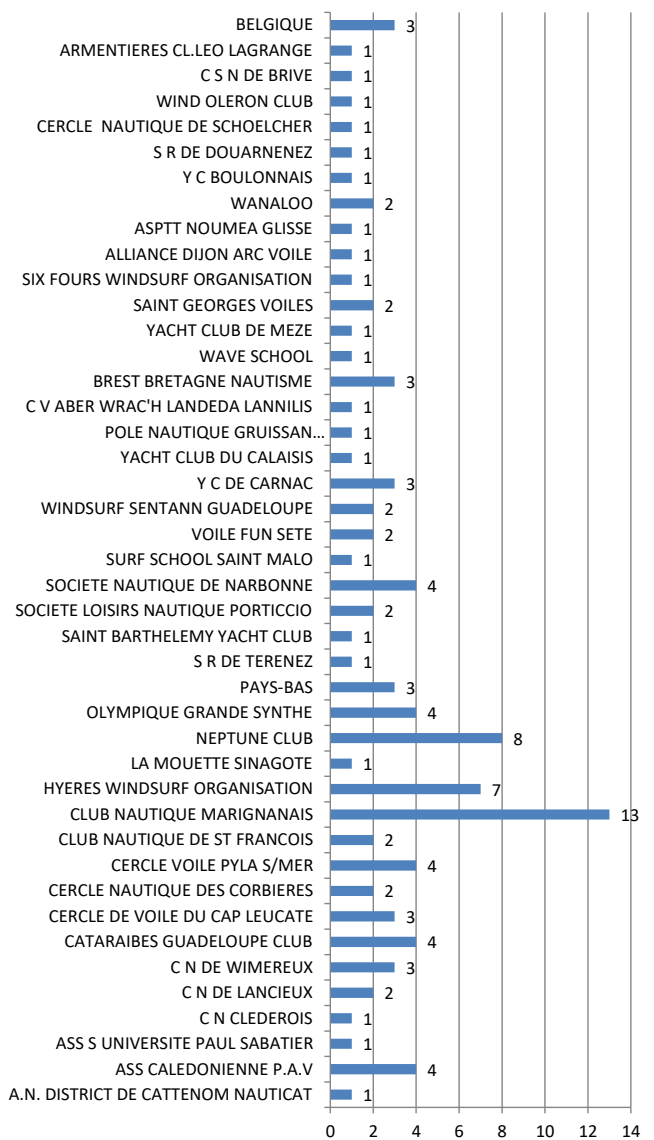 BELGIQUE 3
ARMENTIERES CL.LEO LAGRANGE 1
C S N DE BRIVE 1
WIND OLERON CLUB 1
CERCLE  NAUTIQUE DE SCHOELCHER 1
S R DE DOUARNENEZ 1
Y C BOULONNAIS 1
WANALOO 2
ASPTT NOUMEA GLISSE 1
ALLIANCE DIJON ARC VOILE 1
SIX FOURS WINDSURF ORGANISATION 1
SAINT GEORGES VOILES 2
YACHT CLUB DE MEZE 1
WAVE SCHOOL 1
BREST BRETAGNE NAUTISME 3
C V ABER WRAC'H LANDEDA LANNILIS 1
POLE NAUTIQUE GRUISSAN… 1
YACHT CLUB DU CALAISIS 1
Y C DE CARNAC 3
WINDSURF SENTANN GUADELOUPE 2
VOILE FUN SETE 2
SURF SCHOOL SAINT MALO 1
SOCIETE NAUTIQUE DE NARBONNE 4
SOCIETE LOISIRS NAUTIQUE PORTICCIO 2
SAINT BARTHELEMY YACHT CLUB 1
S R DE TERENEZ 1
PAYS-BAS 3
OLYMPIQUE GRANDE SYNTHE 4
NEPTUNE CLUB 8
LA MOUETTE SINAGOTE 1
HYERES WINDSURF ORGANISATION 7
CLUB NAUTIQUE MARIGNANAIS 13
CLUB NAUTIQUE DE ST FRANCOIS 2
CERCLE VOILE PYLA S/MER 4
CERCLE NAUTIQUE DES CORBIERES 2
CERCLE DE VOILE DU CAP LEUCATE 3
CATARAIBES GUADELOUPE CLUB 4
C N DE WIMEREUX 3
C N DE LANCIEUX 2
C N CLEDEROIS 1
ASS S UNIVERSITE PAUL SABATIER 1
ASS CALEDONIENNE P.A.V 4
A.N. DISTRICT DE CATTENOM NAUTICAT 1
0 2 4 6 8 10 12 14